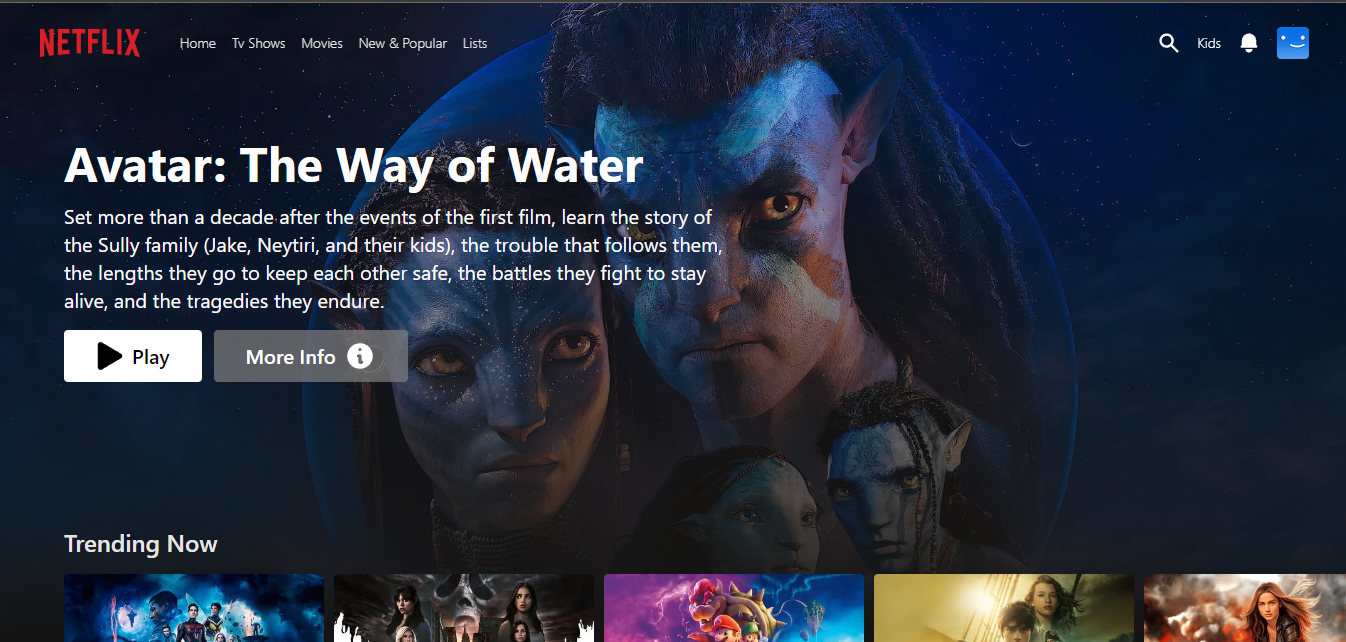 NETFLIX
Home Tv Shows Movies New & Popular Lists
Kids
Avatar: The Way of Water
Set more than a decade after the events of the first film, learn the story of
the Sully family (Jake, Neytiri, and their kids), the trouble that follows them,
the lengths they go to keep each other safe, the battles they fight to stay
alive, and the tragedies they endure.
Play
More Info
Trending Now